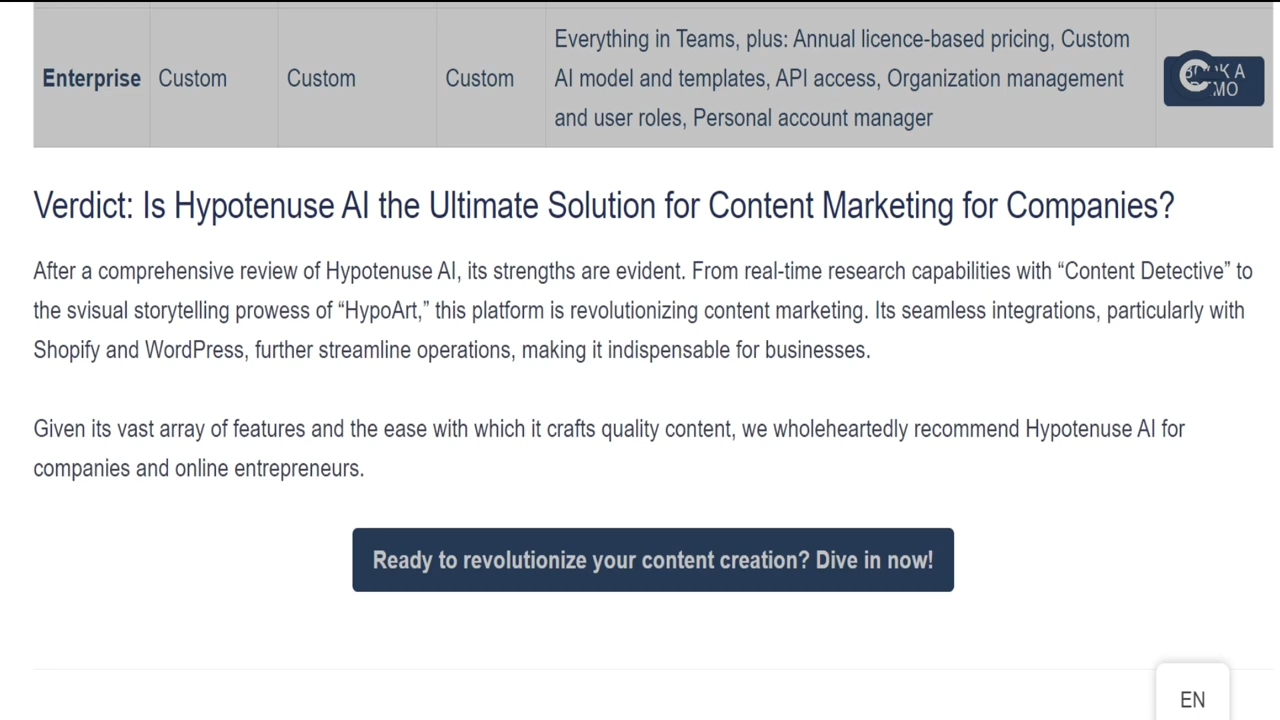 Everything in Teams, plus: Annual licence-based pricing, Custom
Enterprise Custom Custom Custom AI model and templates, API access, Organization management
and user roles, Personal account manager
Verdict: Is Hypotenuse AI the Ultimate Solution for Content Marketing for Companies?
After a comprehensive review of Hypotenuse AI, its strengths are evident. From real-time research capabilities with “Content Detective” to
the svisual storytelling prowess of “HypoArt,” this platform is revolutionizing content marketing. Its seamless integrations, particularly with
Shopify and WordPress, further streamline operations, making it indispensable for businesses.
Given its vast array of features and the ease with which it crafts quality content, we wholeheartedly recommend Hypotenuse AI for
companies and online entrepreneurs.
Ready to revolutionize your content creation? Dive in now!
EN